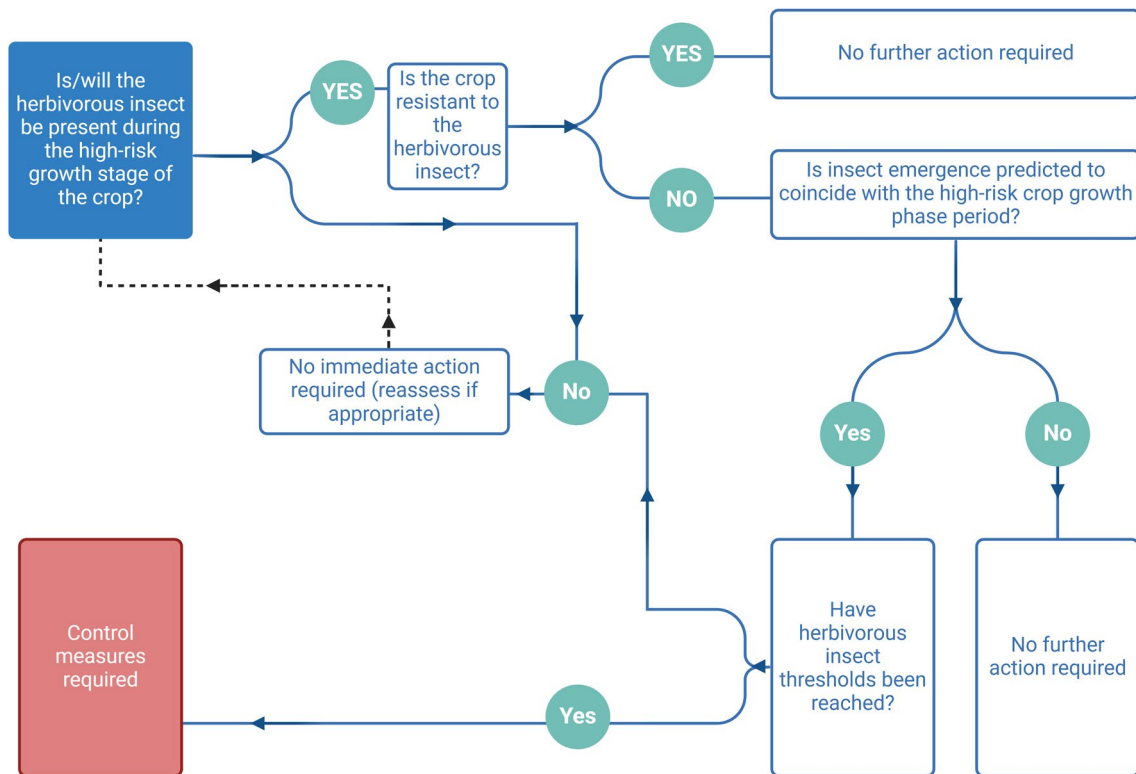 Is/will the
herbivorous insect
be present during
the high-risk
growth stage of
the crop?
YES
Is the crop
resistant to
the
herbivorous
insect?
YES
No further action required
NO
Is insect emergence predicted to
coincide with the high-risk crop growth
phase period?
No immediate action
required (reassess if
appropriate)
No
Yes
No
Control
measures
required
Yes
Have
herbivorous
insect
thresholds been
reached?
No further
action required